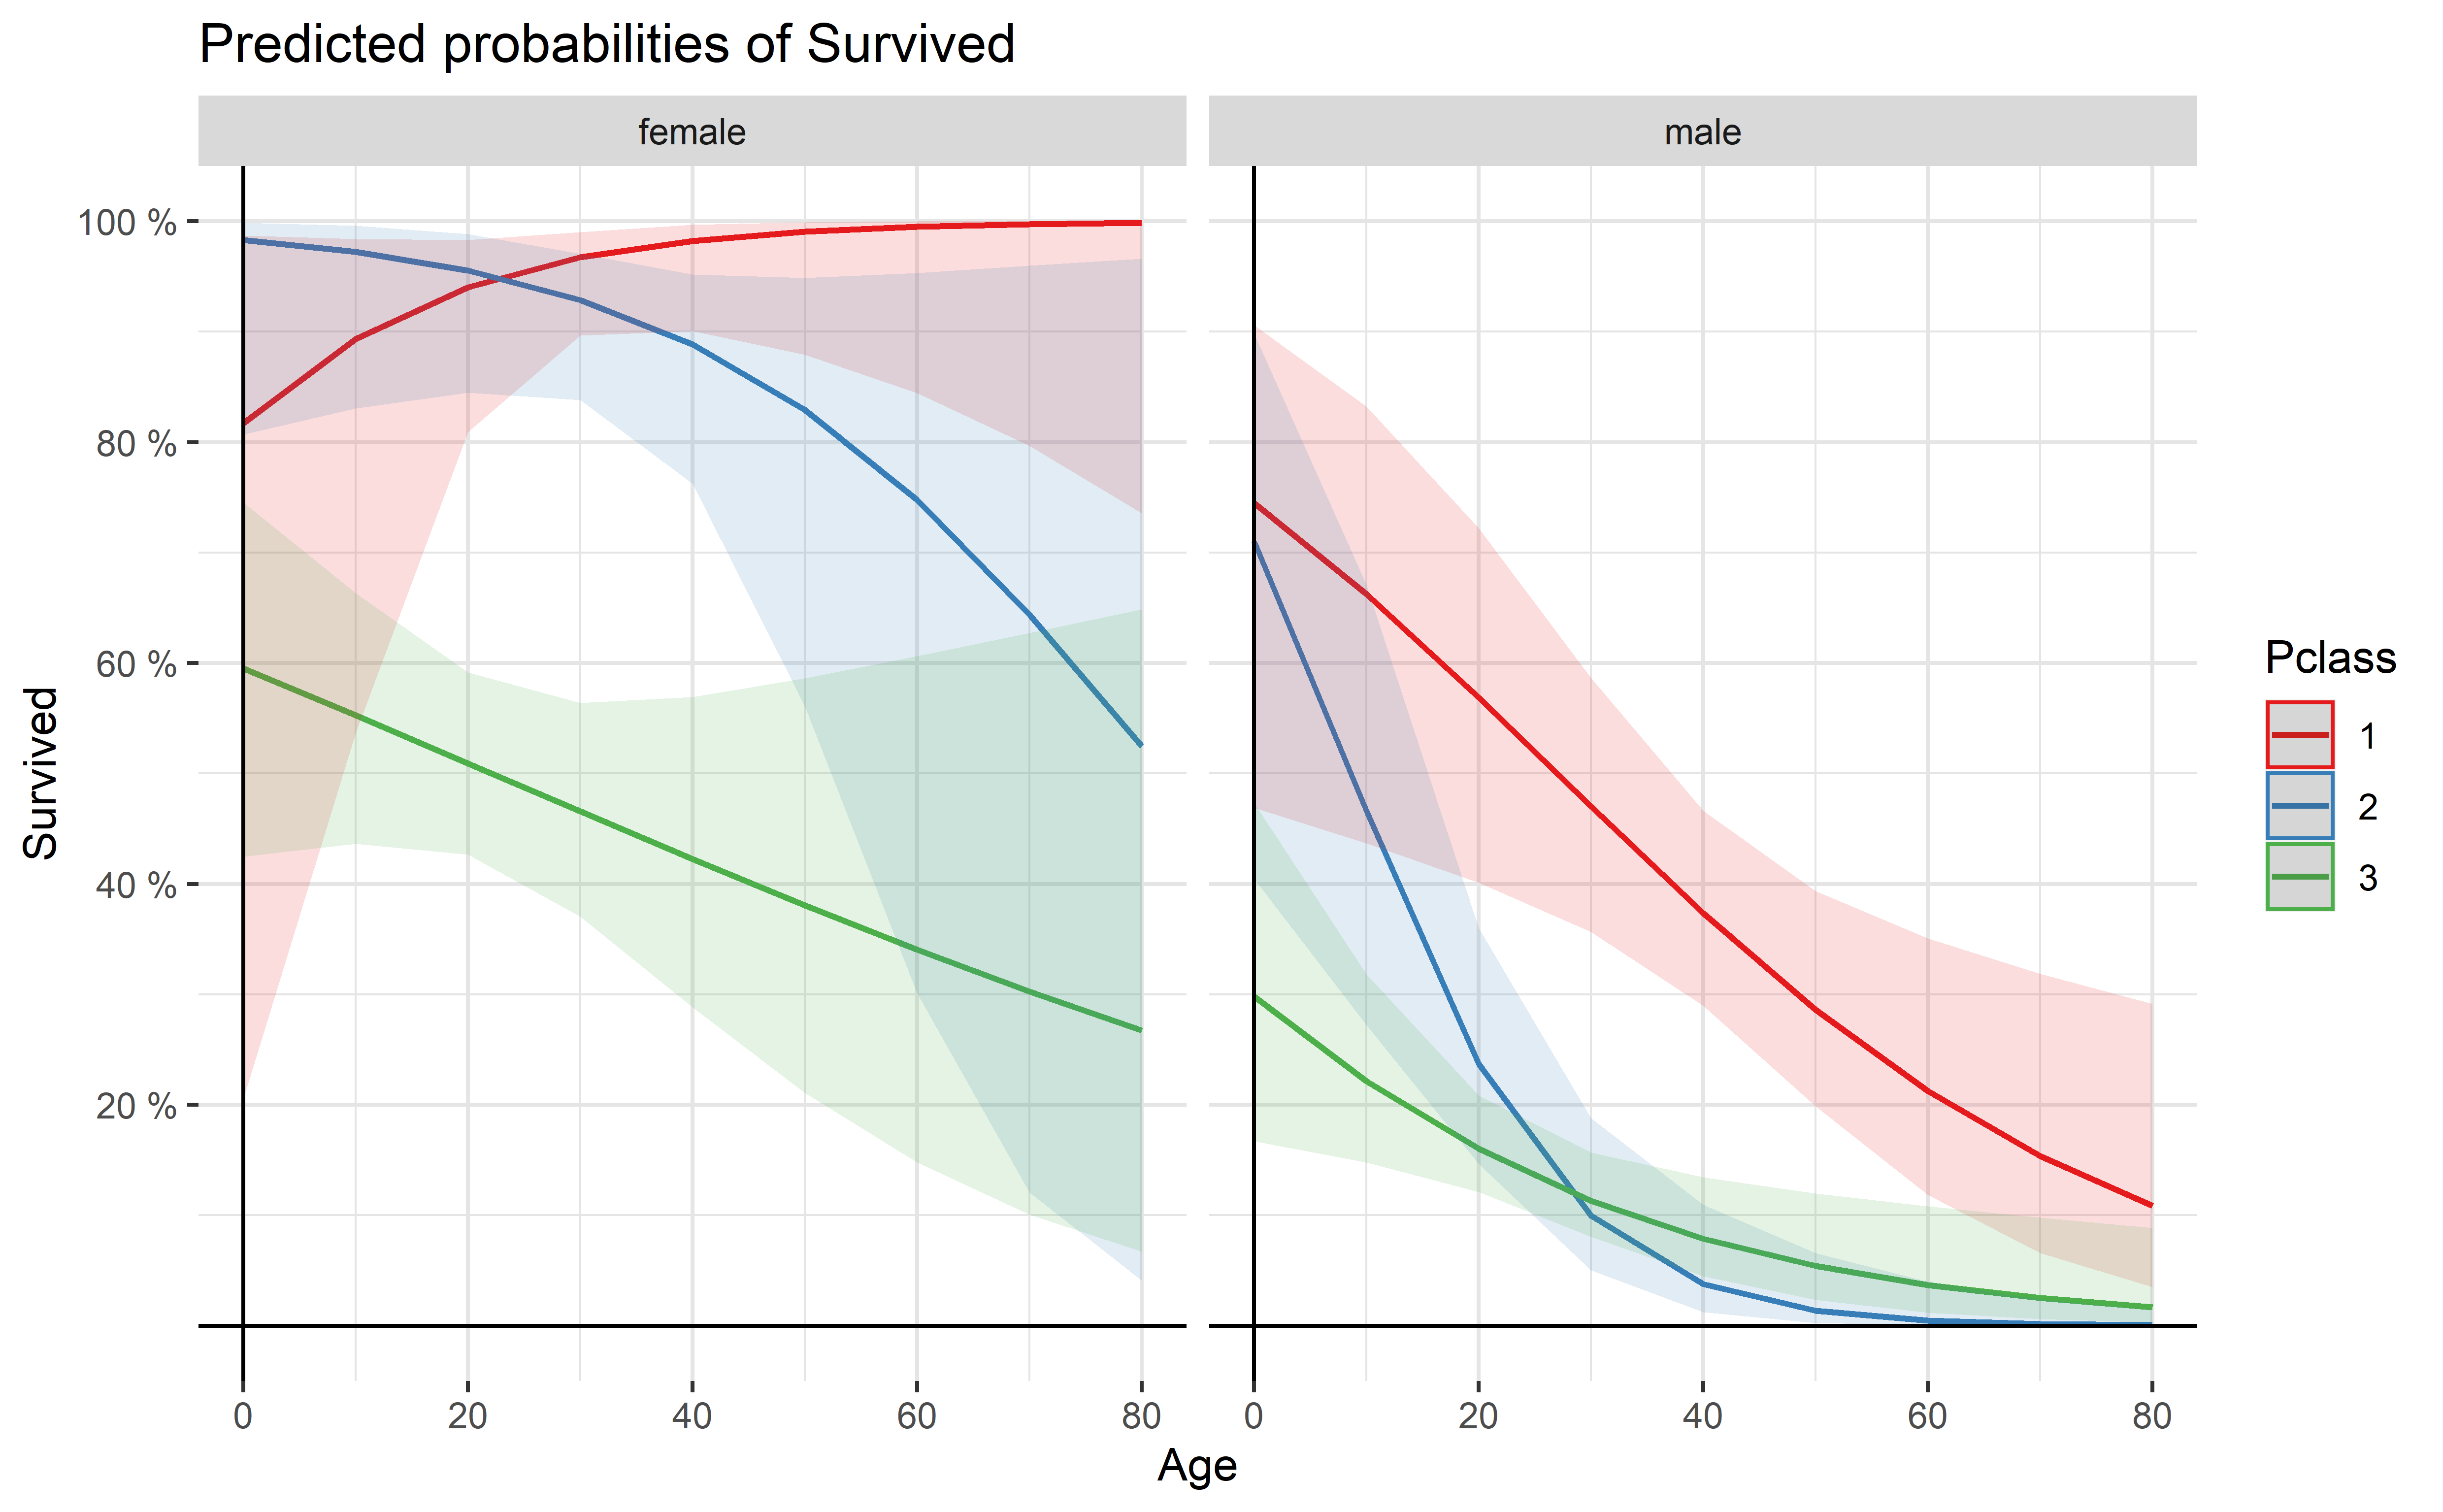 Predicted probabilities of Survived
female
male
100 %
80 %
60 %
40 %
20 %
Survived
0 20 40 60 80
0 20 40 60 80
Age
Pclass
1
2
3